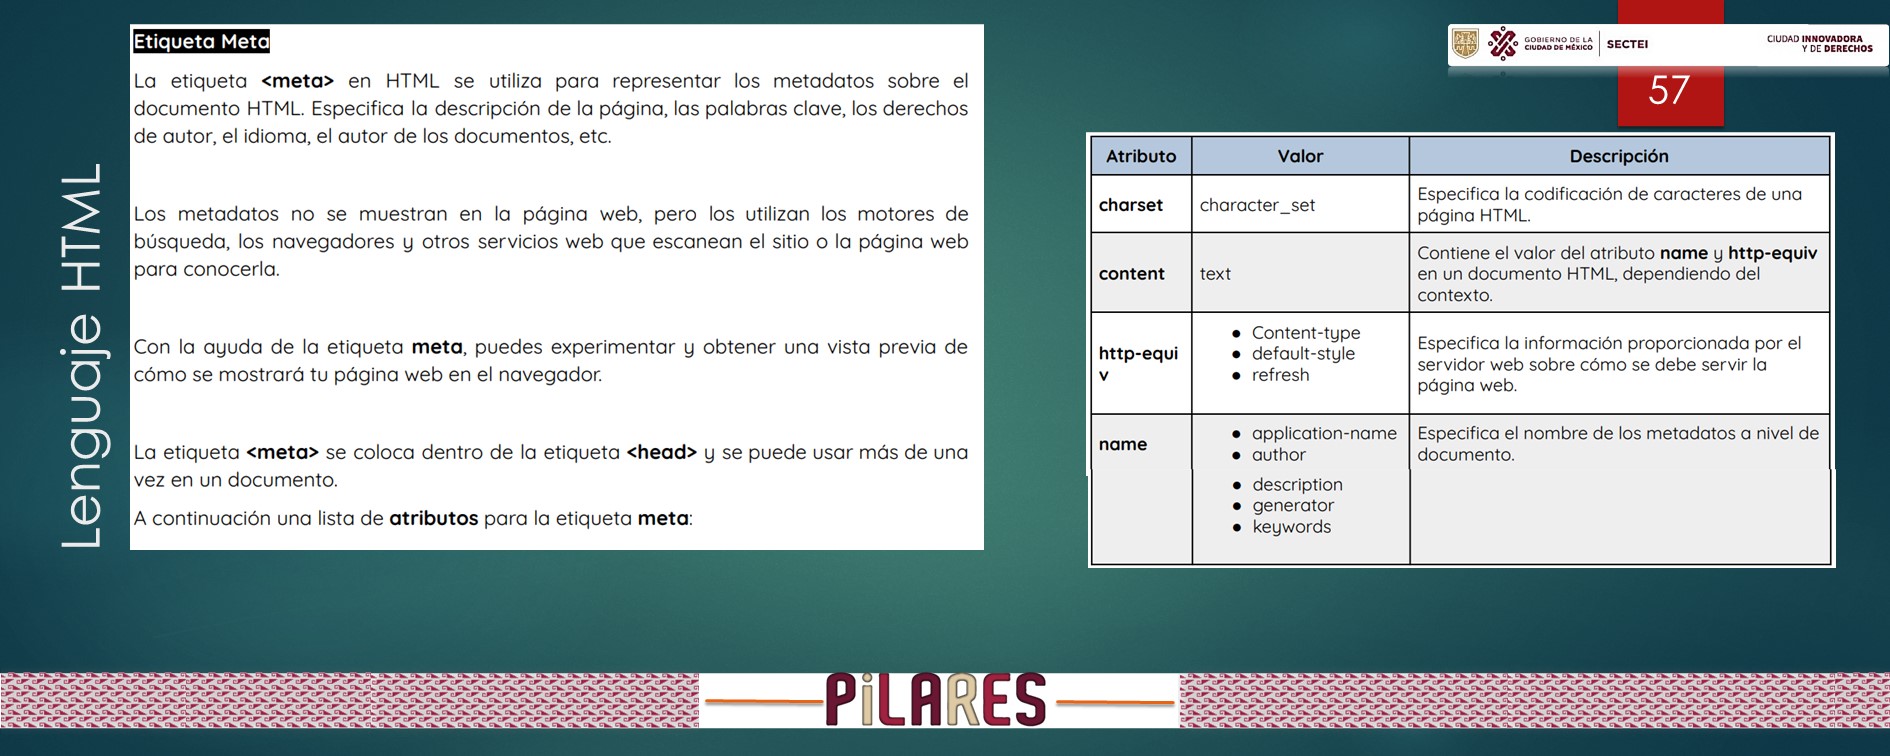 Lenguaje HTML
Etiqueta Meta
La etiqueta <meta> en HTML se utiliza para representar los metadatos sobre el
documento HTML. Especifica la descripción de la página, las palabras clave, los derechos
de autor, el idioma, el autor de los documentos, etc.
Los metadatos no se muestran en la página web, pero los utilizan los motores de
búsqueda, los navegadores y otros servicios web que escanean el sitio o la página web
para conocerla.
Con la ayuda de la etiqueta meta, puedes experimentar y obtener una vista previa de
cómo se mostrará tu página web en el navegador.
La etiqueta <meta> se coloca dentro de la etiqueta <head> y se puede usar más de una
vez en un documento.
A continuación una lista de atributos para la etiqueta meta:
GOBIERNO DE LA
CIUDAD DE MÉXICO
SECTEI
CIUDAD INNOVADORA
Y DE DERECHOS
57
Atributo Valor Descripción
charset character_set Especifica la codificación de caracteres de una
página HTML.
content text Contiene el valor del atributo name y http-equiv
en un documento HTML, dependiendo del
contexto.
http-equi
v
● Content-type
● default-style
● refresh
Especifica la información proporcionada por el
servidor web sobre cómo se debe servir la
página web.
name
● application-name
● author
● description
● generator
● keywords
Especifica el nombre de los metadatos a nivel de
documento.
PiLARES